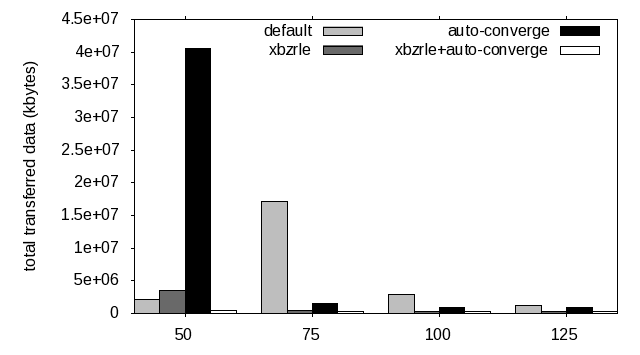 4.5e+07
4e+07
3.5e+07
3e+07
2.5e+07
2e+07
1.5e+07
1e+07
5e+06
0
total transferred data (kbytes)
default
xbzrle
auto-converge
xbzrle+auto-converge
50 75 100 125